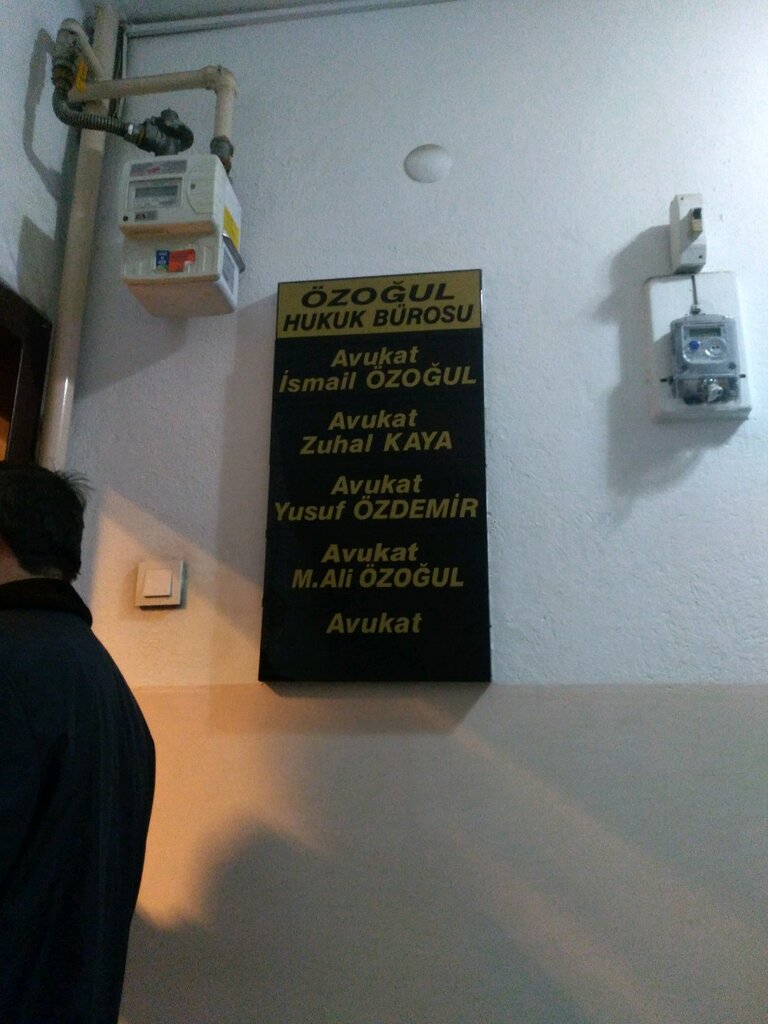 ÖZOĞUL
HUKUK BÜROSU
Avukat
İsmail ÖZOĞUL
Avukat
Zuhal KAYA
Avukat
Yusuf ÖZDEMİR
Avukat
M.Ali ÖZOĞUL
Avukat